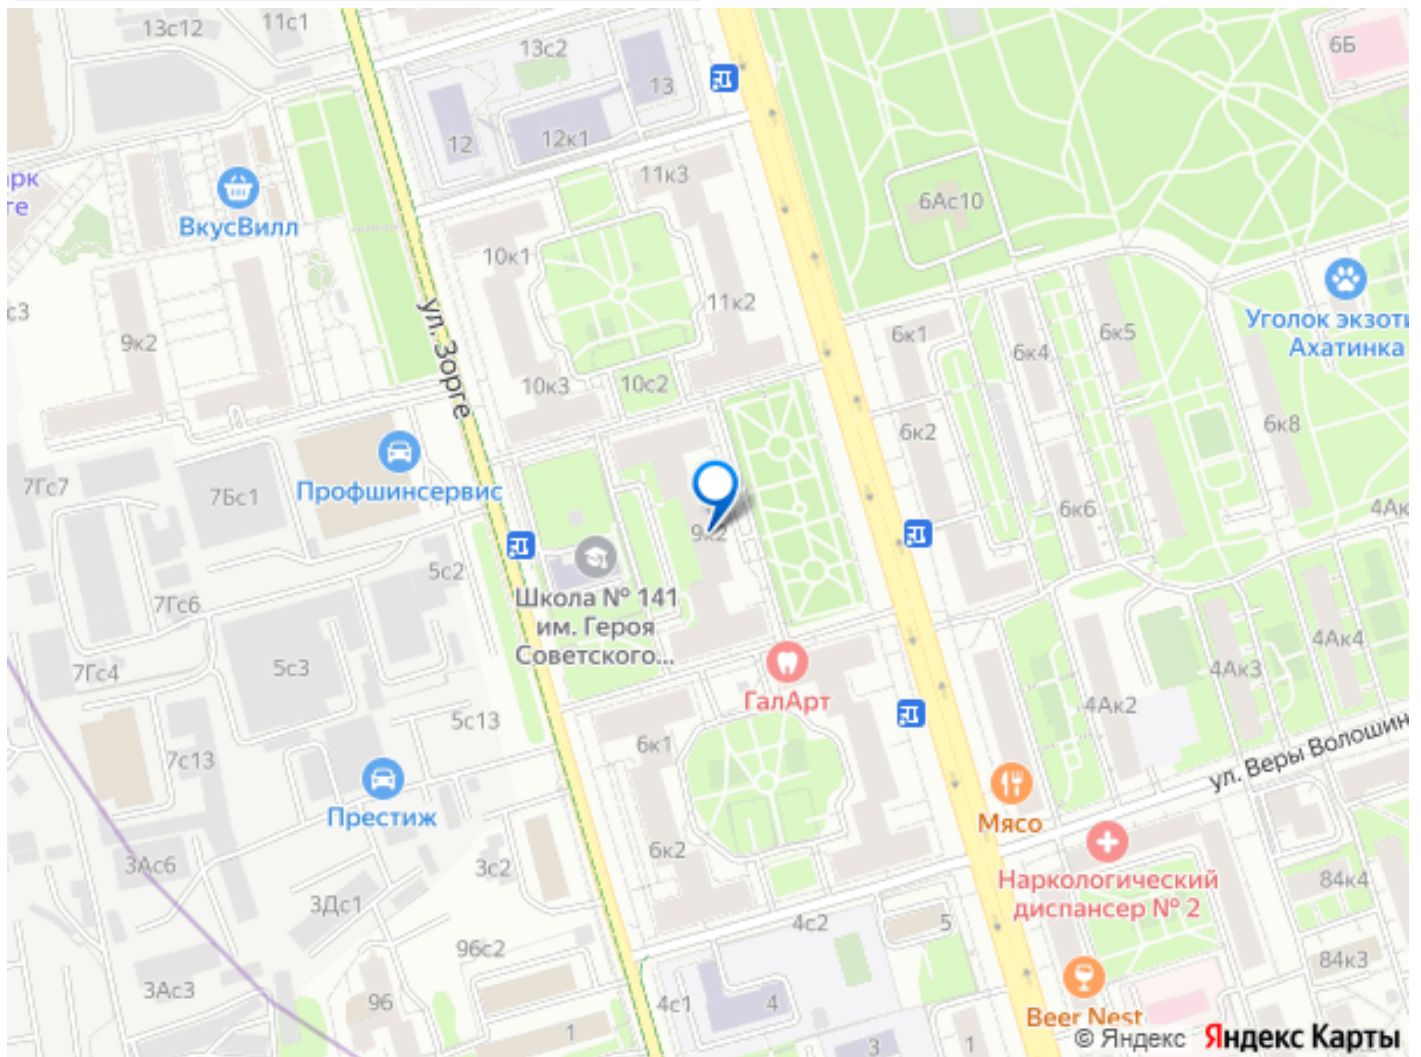 13с12
11с1
13с2
13
6Б
12
12к1
11к3
арк
ге
ВкусВилл
6Ас10
10к1
11к2
с3
9к2
ул. Зорге
6к1
6к4
6к5
Уголок экзоти
Ахатинка
10к3
10с2
6к2
6к8
7Гс7
7Бс1
Профшинсервис
6к6
4Ак
9к2
5с2
7Гс6
Школа № 141
им. Героя
Советского...
5с3
7Гс4
4Ак4
4Ак3
ГалАрт
4Ак2
5с13
6к1
7с13
ул. Веры Волошин
Престиж
Мясо
6к2
3с2
3Ас6
Наркологический
диспансер № 2
84к4
3Дс1
4с2
5
96с2
84к3
3Ас3
96
4с1
4
Beer Nest
1
3
1
© Яндекс Яндекс Карты